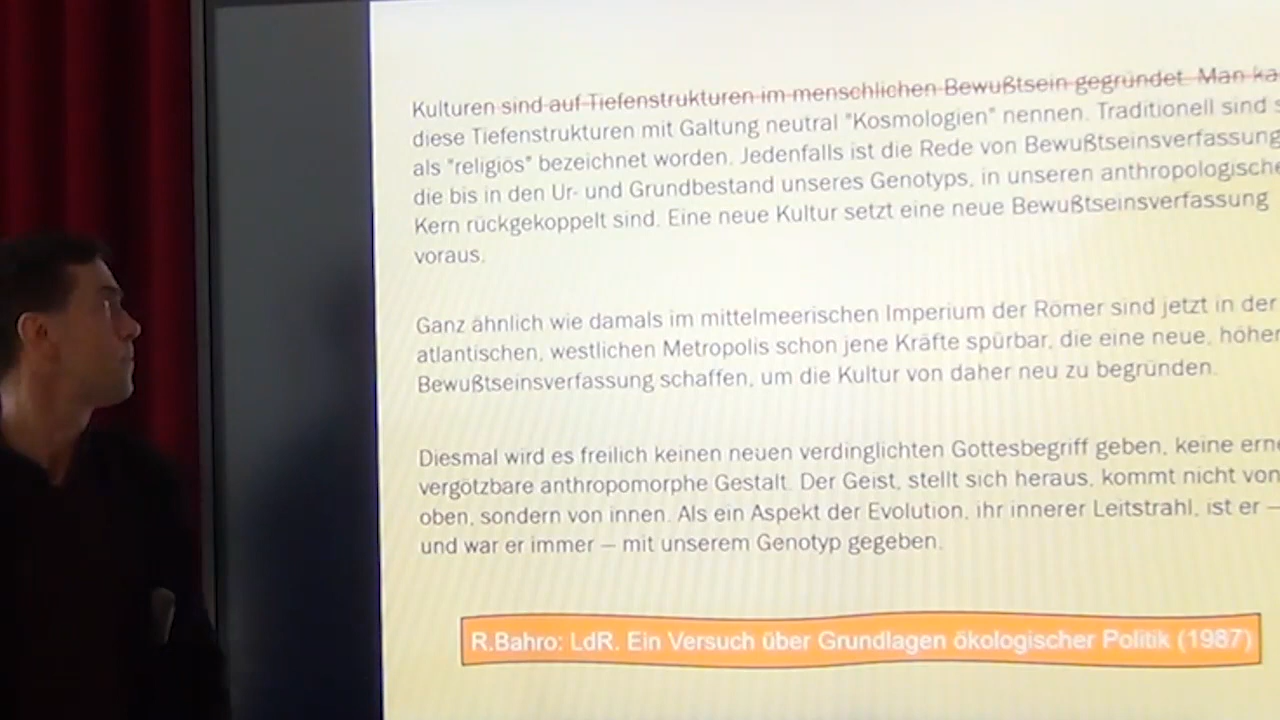 Kulturen sind auf Tiefenstrukturen im menschlichen Bewußtsein gegründet. Man ka
diese Tiefenstrukturen mit Galtung neutral "Kosmologien" nennen. Traditionell sind s
als "religiös" bezeichnet worden. Jedenfalls ist die Rede von Bewußtseinsverfassung
die bis in den Ur- und Grundbestand unseres Genotyps, in unseren anthropologische
Kern rückgekoppelt sind. Eine neue Kultur setzt eine neue Bewußtseinsverfassung
voraus.
Ganz ähnlich wie damals im mittelmeerischen Imperium der Römer sind jetzt in der
atlantischen, westlichen Metropolis schon jene Kräfte spürbar, die eine neue, höher
Bewußtseinsverfassung schaffen, um die Kultur von daher neu zu begründen.
Diesmal wird es freilich keinen neuen verdinglichten Gottesbegriff geben, keine erne
vergötzbare anthropomorphe Gestalt. Der Geist, stellt sich heraus, kommt nicht von
oben, sondern von innen. Als ein Aspekt der Evolution, ihr innerer Leitstrahl, ist er –
und war er immer – mit unserem Genotyp gegeben.
R.Bahro: LdR. Ein Versuch über Grundlagen ökologischer Politik (1987)